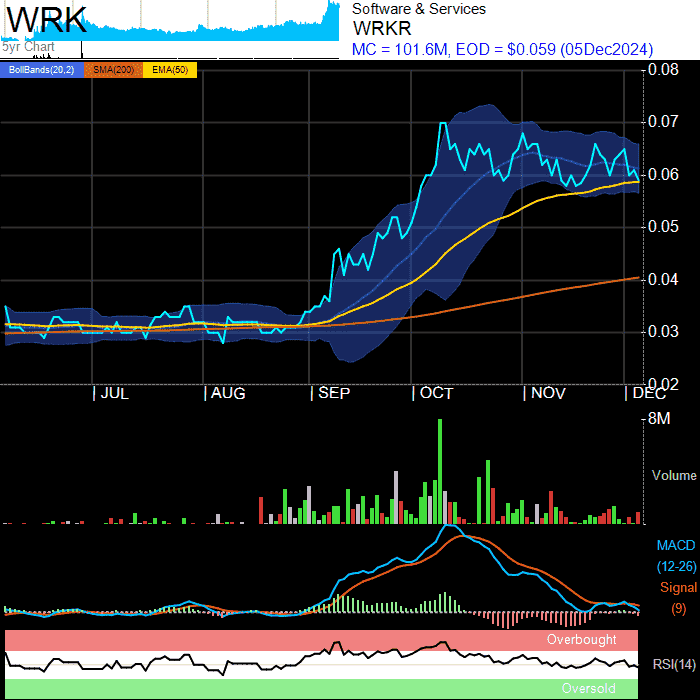 WRK
5yr Chart
Software & Services
WRKR
MC = 101.6M, EOD = $0.059 (05Dec2024)
BollBands(20,2) SMA(200) EMA(50)
0.08
0.07
0.06
0.05
0.04
0.03
0.02
| JUL | AUG | SEP | OCT | NOV | DEC
8M
Volume
MACD
(12-26)
Signal
(9)
Overbought
RSI(14)
Oversold